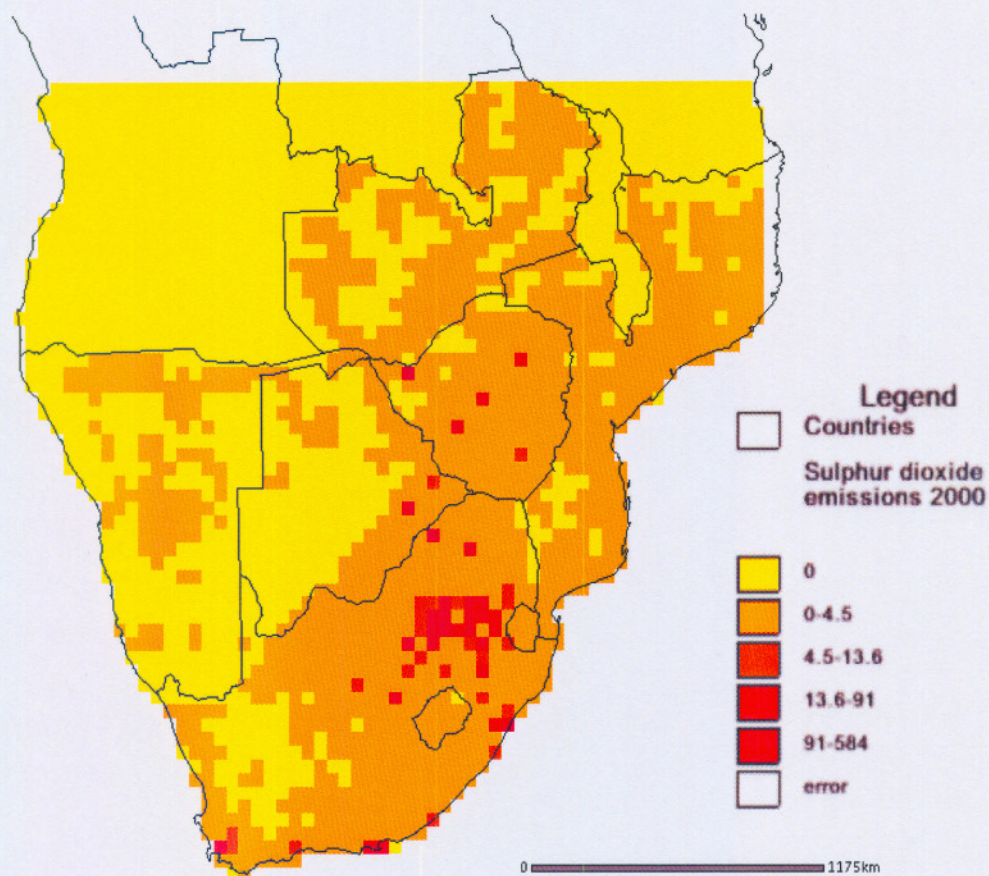 Legend
Countries
Sulphur dioxide
emissions 2000
0
0-4.5
4.5-13.6
13.6-91
91-584
error
0 1175km